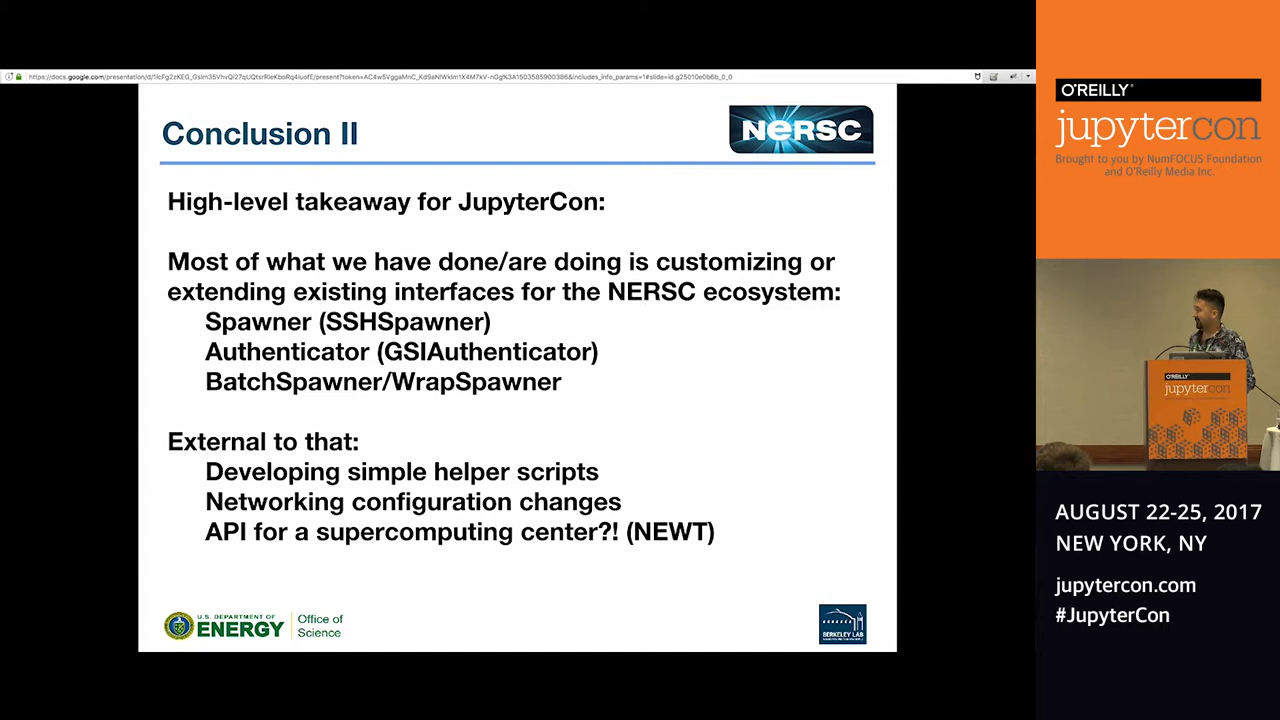 Conclusion II
NERSC
High-level takeaway for JupyterCon:
Most of what we have done/are doing is customizing or
extending existing interfaces for the NERSC ecosystem:
Spawner (SSHSpawner)
Authenticator (GSIAuthenticator)
BatchSpawner/WrapSpawner
External to that:
Developing simple helper scripts
Networking configuration changes
API for a supercomputing center?! (NEWT)
U.S. DEPARTMENT OF
ENERGY
Office of
Science
BERKELEY LAB
O'REILLY®
jupytercon
Brought to you by NumFOCUS Foundation
and O'Reilly Media Inc.
O'REILLY
jupytercon
AUGUST 22-25, 2017
NEW YORK, NY
jupytercon.com
#JupyterCon